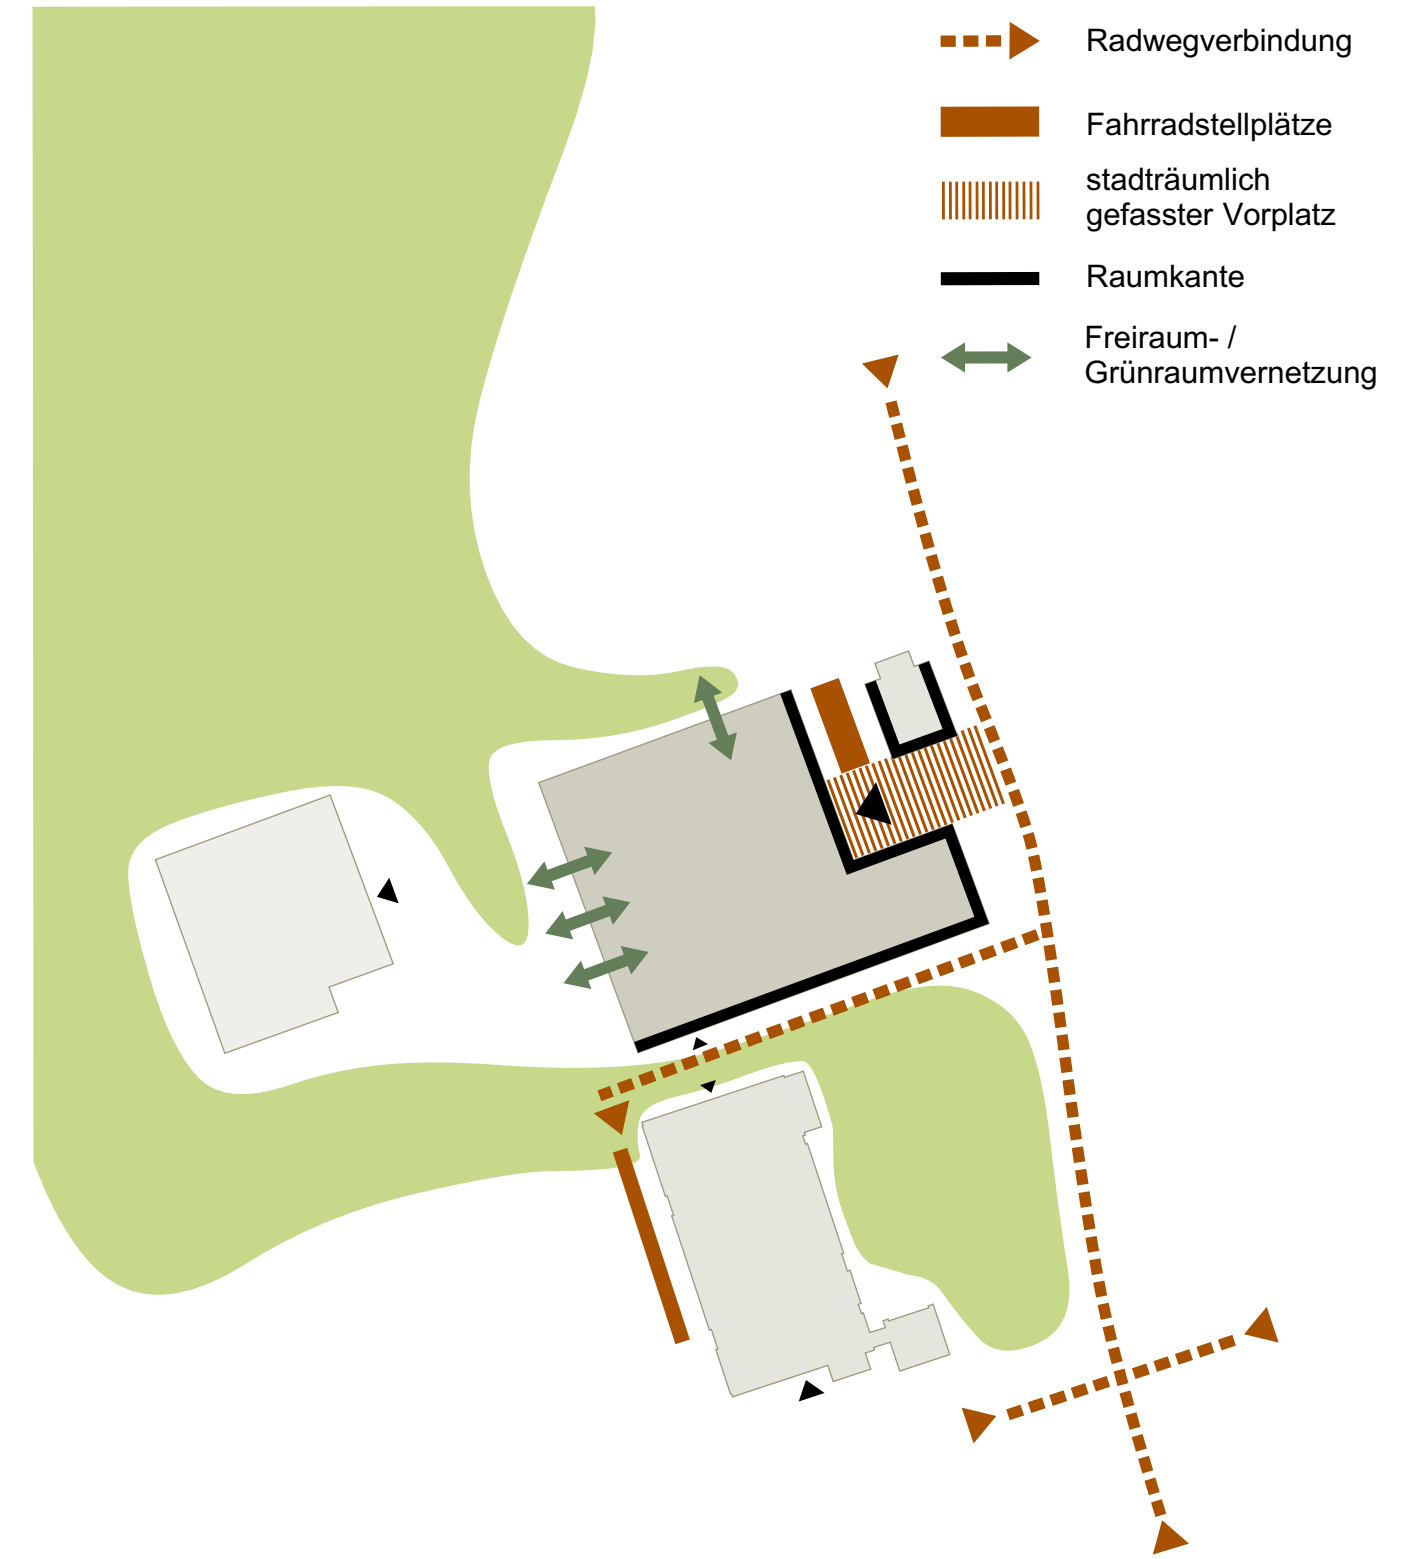 Radwegverbindung
Fahrradstellplätze
stadträumlich
gefasster Vorplatz
Raumkante
Freiraum- /
Grünraumvernetzung